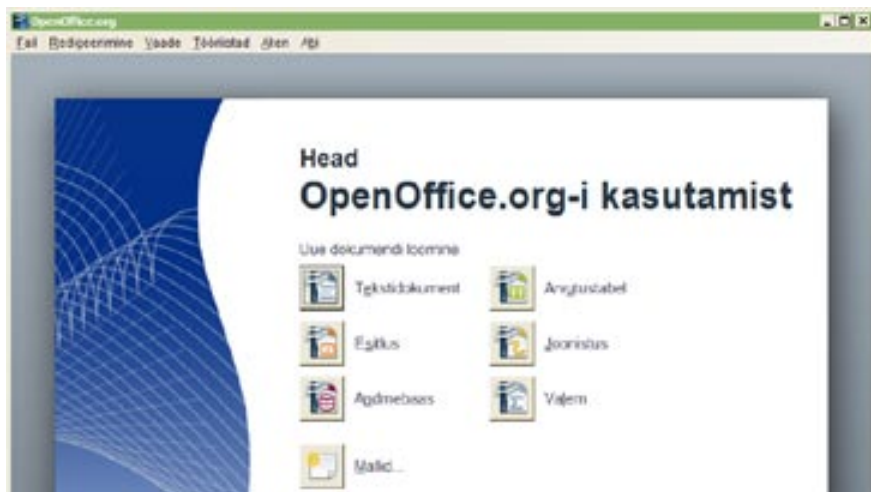 OpenOffice.org
Fail Redigeerimine Vaade Tööriistad Aken Abi
Head
OpenOffice.org-i kasutamist
Uue dokumendi loomine
Tekstidokument Arvutustabel
Esitlus Joonistus
Andmebaas Valem
Mallid...